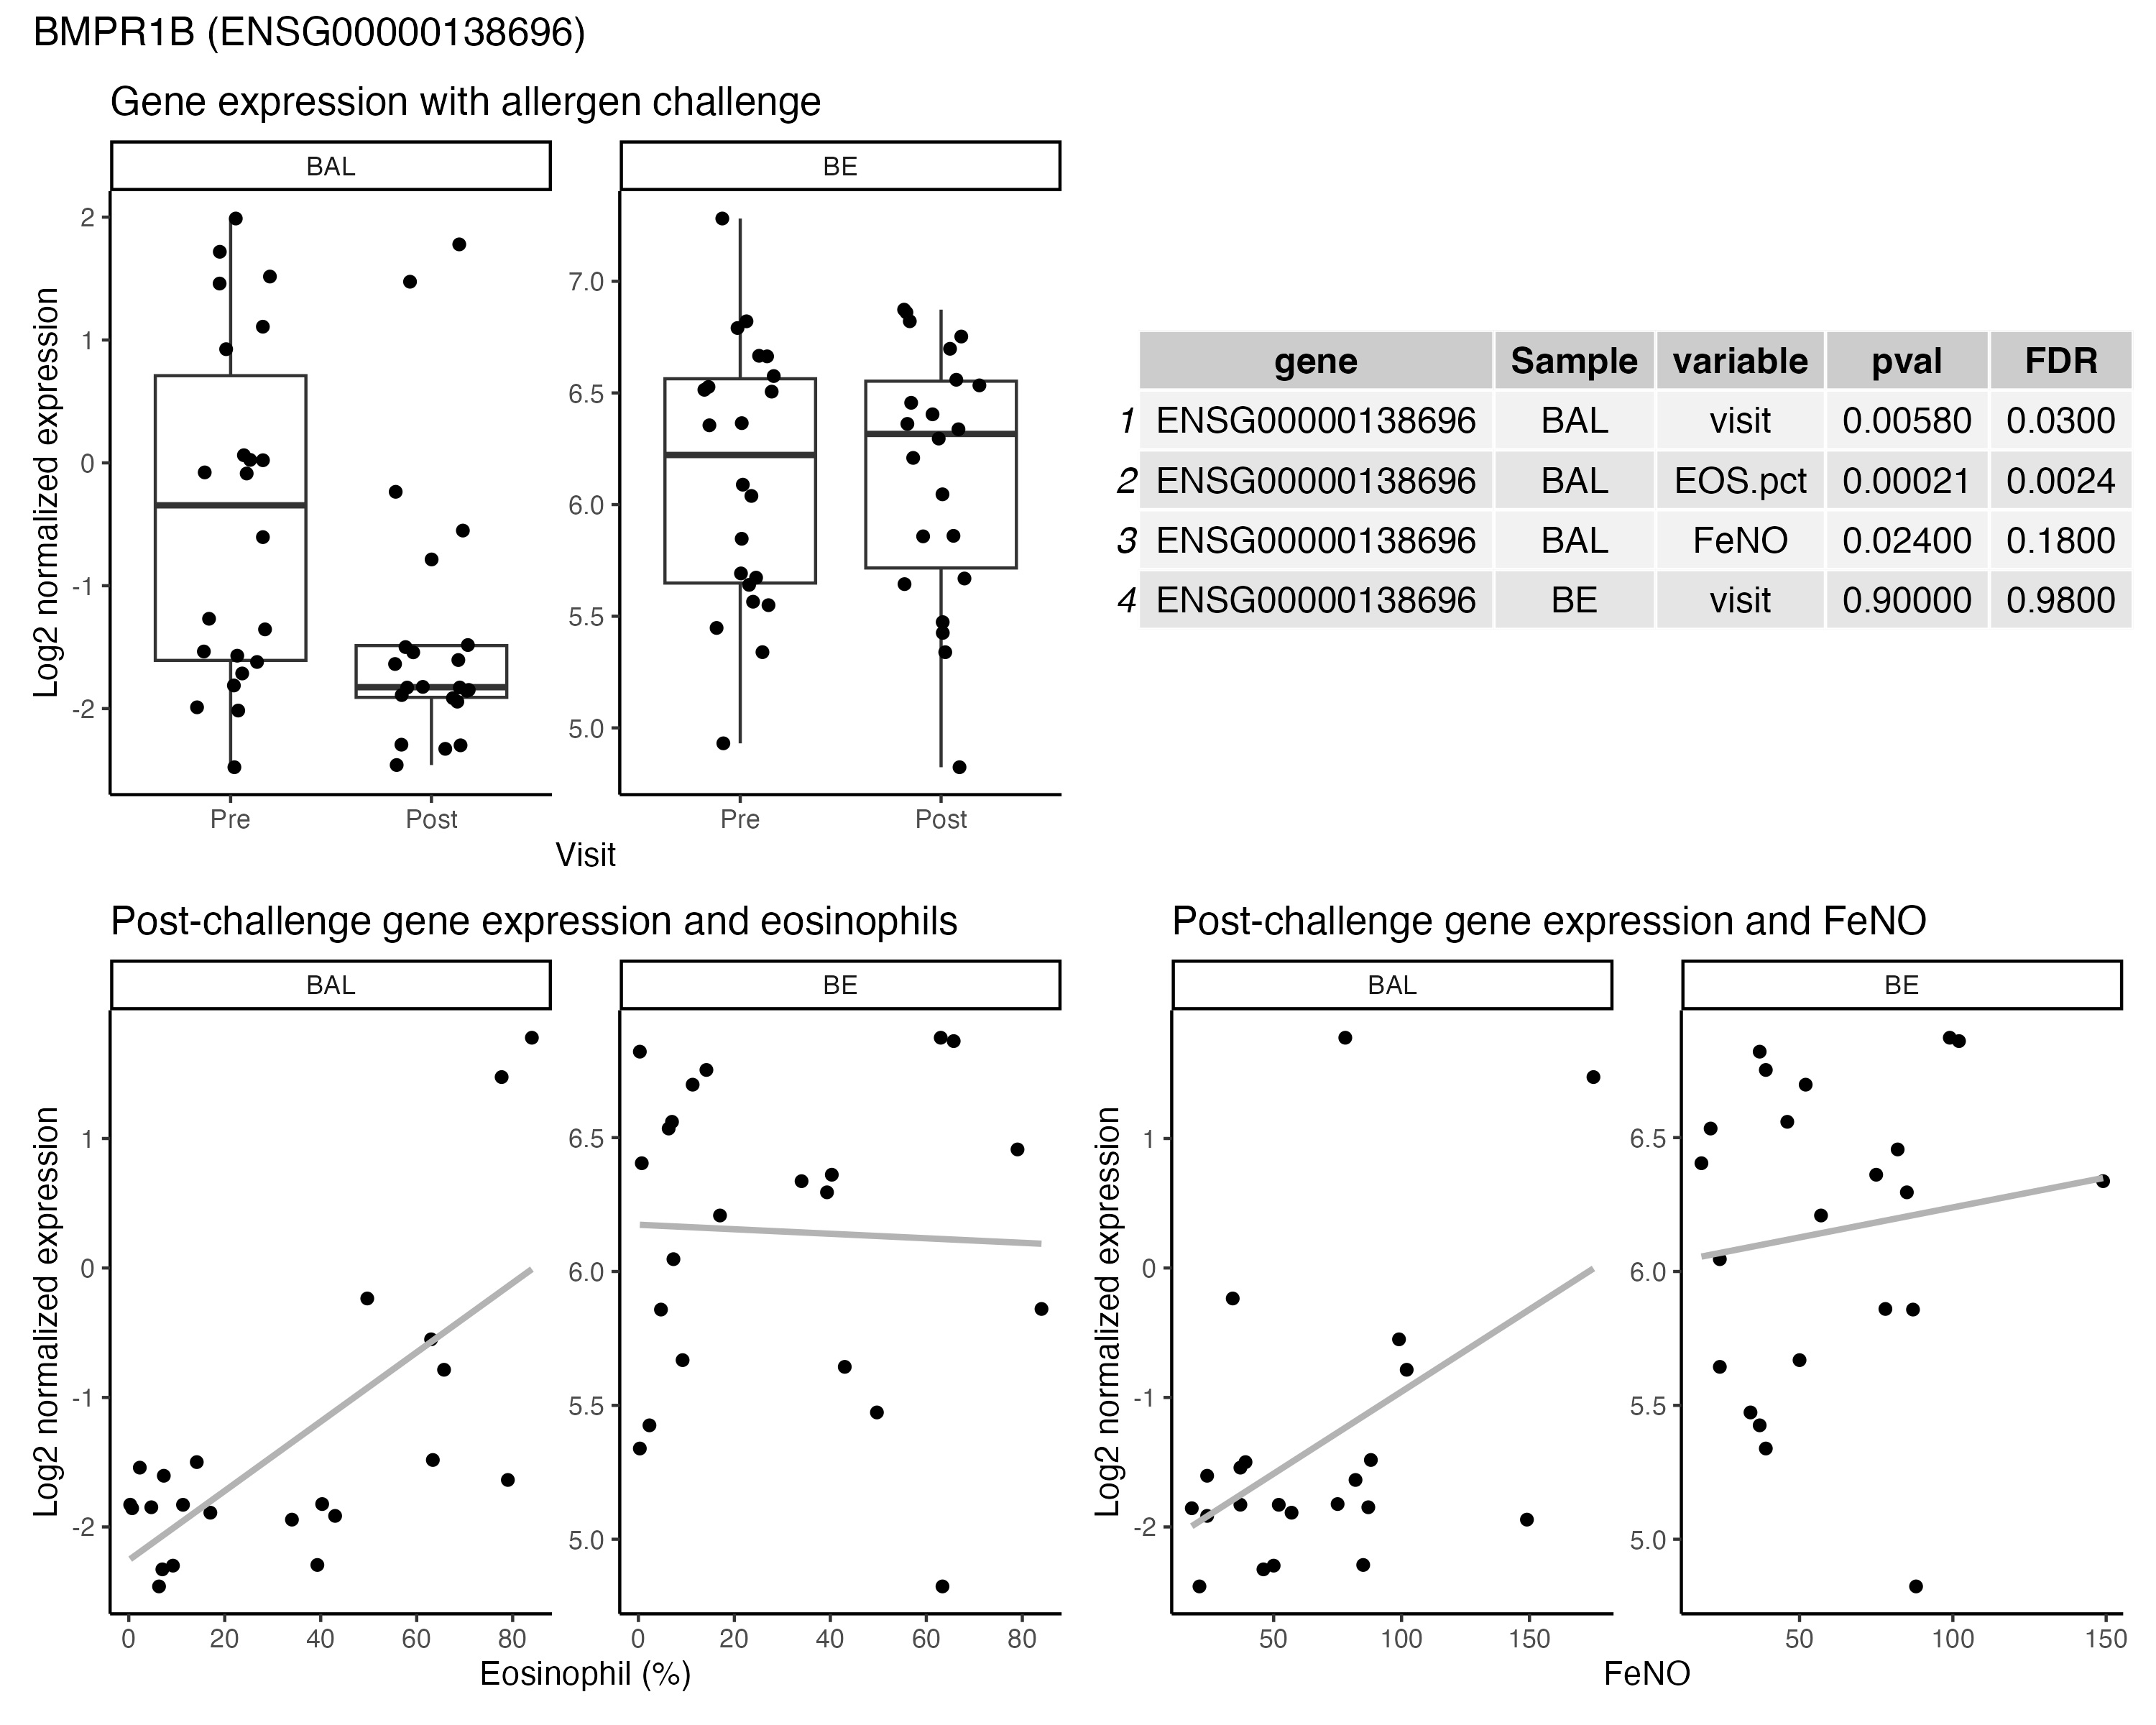 BMPR1B (ENSG00000138696)
Gene expression with allergen challenge
BAL
BE
Log2 normalized expression
2
1
0
-1
-2
7.0
6.5
6.0
5.5
5.0
Pre
Post
Pre
Post
Visit
gene Sample variable pval FDR
1 ENSG00000138696 BAL visit 0.00580 0.0300
2 ENSG00000138696 BAL EOS.pct 0.00021 0.0024
3 ENSG00000138696 BAL FeNO 0.02400 0.1800
4 ENSG00000138696 BE visit 0.90000 0.9800
Post-challenge gene expression and eosinophils
BAL
BE
Log2 normalized expression
1
0
-1
-2
6.5
6.0
5.5
5.0
0 20 40 60 80
0 20 40 60 80
Eosinophil (%)
Post-challenge gene expression and FeNO
BAL
BE
Log2 normalized expression
1
0
-1
-2
6.5
6.0
5.5
5.0
50 100 150
50 100 150
FeNO